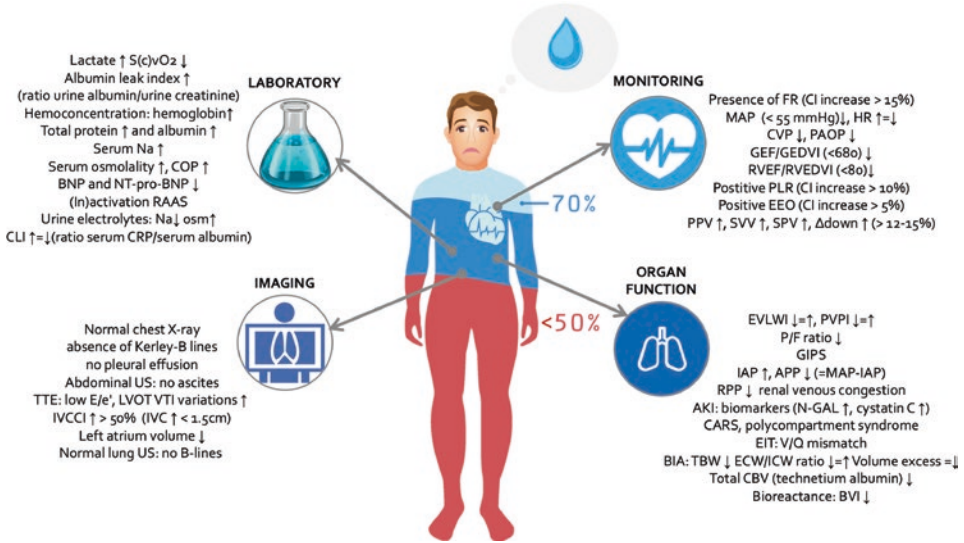 LABORATORY
Lactate ↑ S(c)vO2 ↓
Albumin leak index ↑
(ratio urine albumin/urine creatinine)
Hemoconcentration: hemoglobin↑
Total protein ↑ and albumin ↑
Serum Na ↑
Serum osmolality ↑, COP ↑
BNP and NT-pro-BNP ↓
(In)activation RAAS
Urine electrolytes: Na↓ osm↑
CLI ↑=↓(ratio serum CRP/serum albumin)
MONITORING
Presence of FR (CI increase > 15%)
MAP (< 55 mmHg)↓, HR ↑=↓
CVP ↓, PAOP ↓
GEF/GEDVI (<680) ↓
RVEF/RVEDVI (<80)↓
Postitive PLR (CI increase > 10%)
Positive EEO (CI increase > 5%)
PPV ↑, SVV ↑, SPV ↑, Δdown ↑ (> 12-15%)
70%
<50%
IMAGING
Normal chest X-ray
absence of Kerley-B lines
no pleural effusion
Abdominal US: no ascites
TTE: low E/e', LVOT VTI variations ↑
IVCCI ↑ > 50% (IVC ↑ < 1.5cm)
Left atrium volume ↓
Normal lung US: no B-lines
ORGAN
FUNCTION
EVLWI ↓=↑, PVPI ↓=↑
P/F ratio ↓
GIPS
IAP ↑, APP ↓ (=MAP-IAP)
RPP ↓ renal venous congestion
AKI: biomarkers (N-GAL ↑, cystatin C ↑)
CARS, polycompartment syndrome
EIT: V/Q mismatch
BIA: TBW ↓ ECW/ICW ratio ↓=↑ Volume excess =↓
Total CBV (technetium albumin) ↓
Bioreactance: BVI ↓